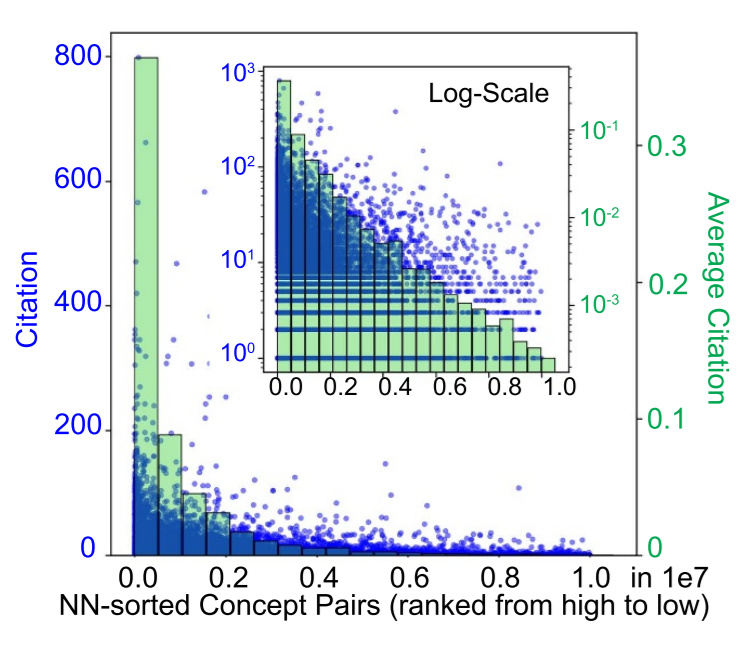 800
600
400
200
0
Citation
Log-Scale
10³
10²
10¹
10⁰
10⁻¹
10⁻²
10⁻³
0.0 0.2 0.4 0.6 0.8 1.0
0.3
0.2
0.1
0
Average Citation
0.0 0.2 0.4 0.6 0.8 1.0 in 1e7
NN-sorted Concept Pairs (ranked from high to low)